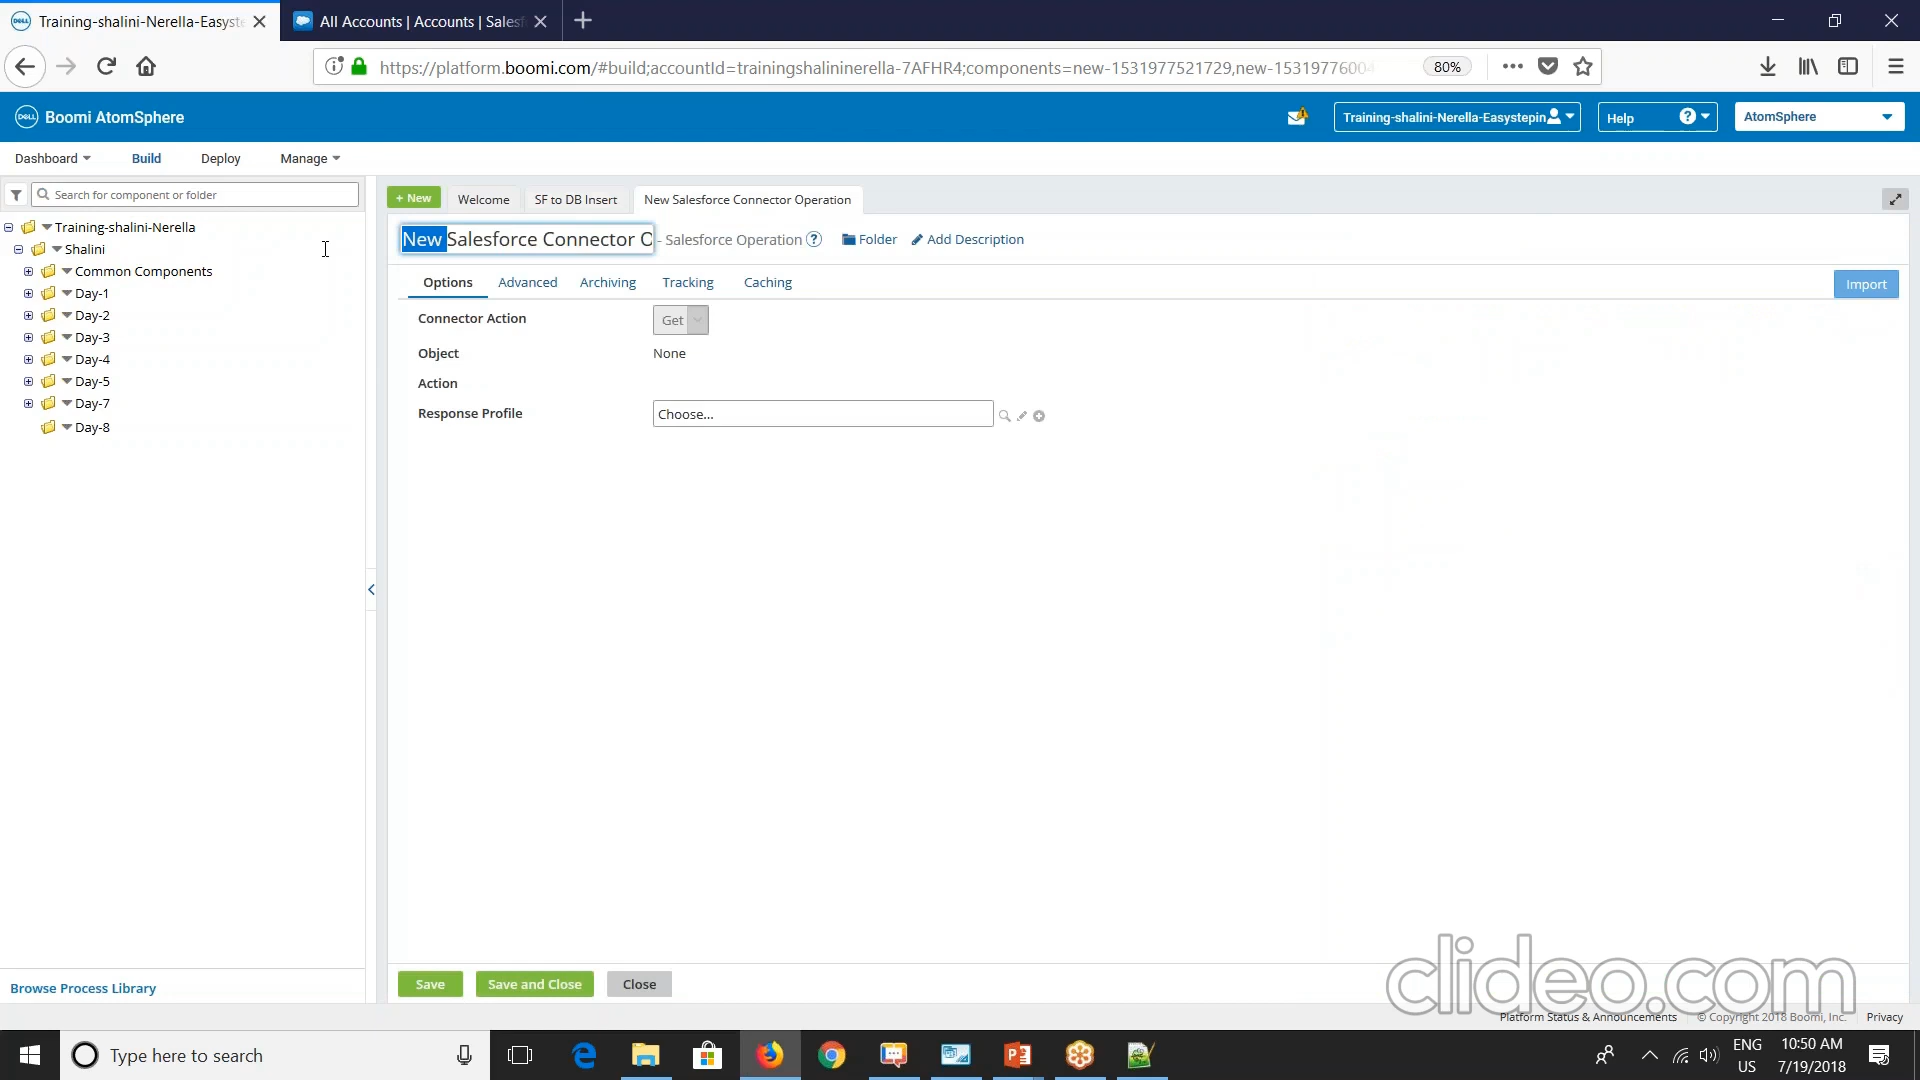 Training-shalini-Nerella-Easyste
All Accounts | Accounts | Salesf
https://platform.boomi.com/#build;accountId=trainingshalininerella-7AFHR4;components=new-1531977521729,new-15319776004
80%
DELL Boomi AtomSphere
Training-shalini-Nerella-Easystepin
Help
AtomSphere
Dashboard Build Deploy Manage
Search for component or folder
+ New Welcome SF to DB Insert New Salesforce Connector Operation
Training-shalini-Nerella
Shalini
Common Components
Day-1
Day-2
Day-3
Day-4
Day-5
Day-7
Day-8
New Salesforce Connector O - Salesforce Operation ? Folder Add Description
Options Advanced Archiving Tracking Caching
Import
Connector Action Get
Object None
Action
Response Profile Choose...
Save Save and Close Close
Browse Process Library
clideo.com
Platform Status & Announcements © Copyright 2018 Boomi, Inc. Privacy
Type here to search
ENG
US
10:50 AM
7/19/2018